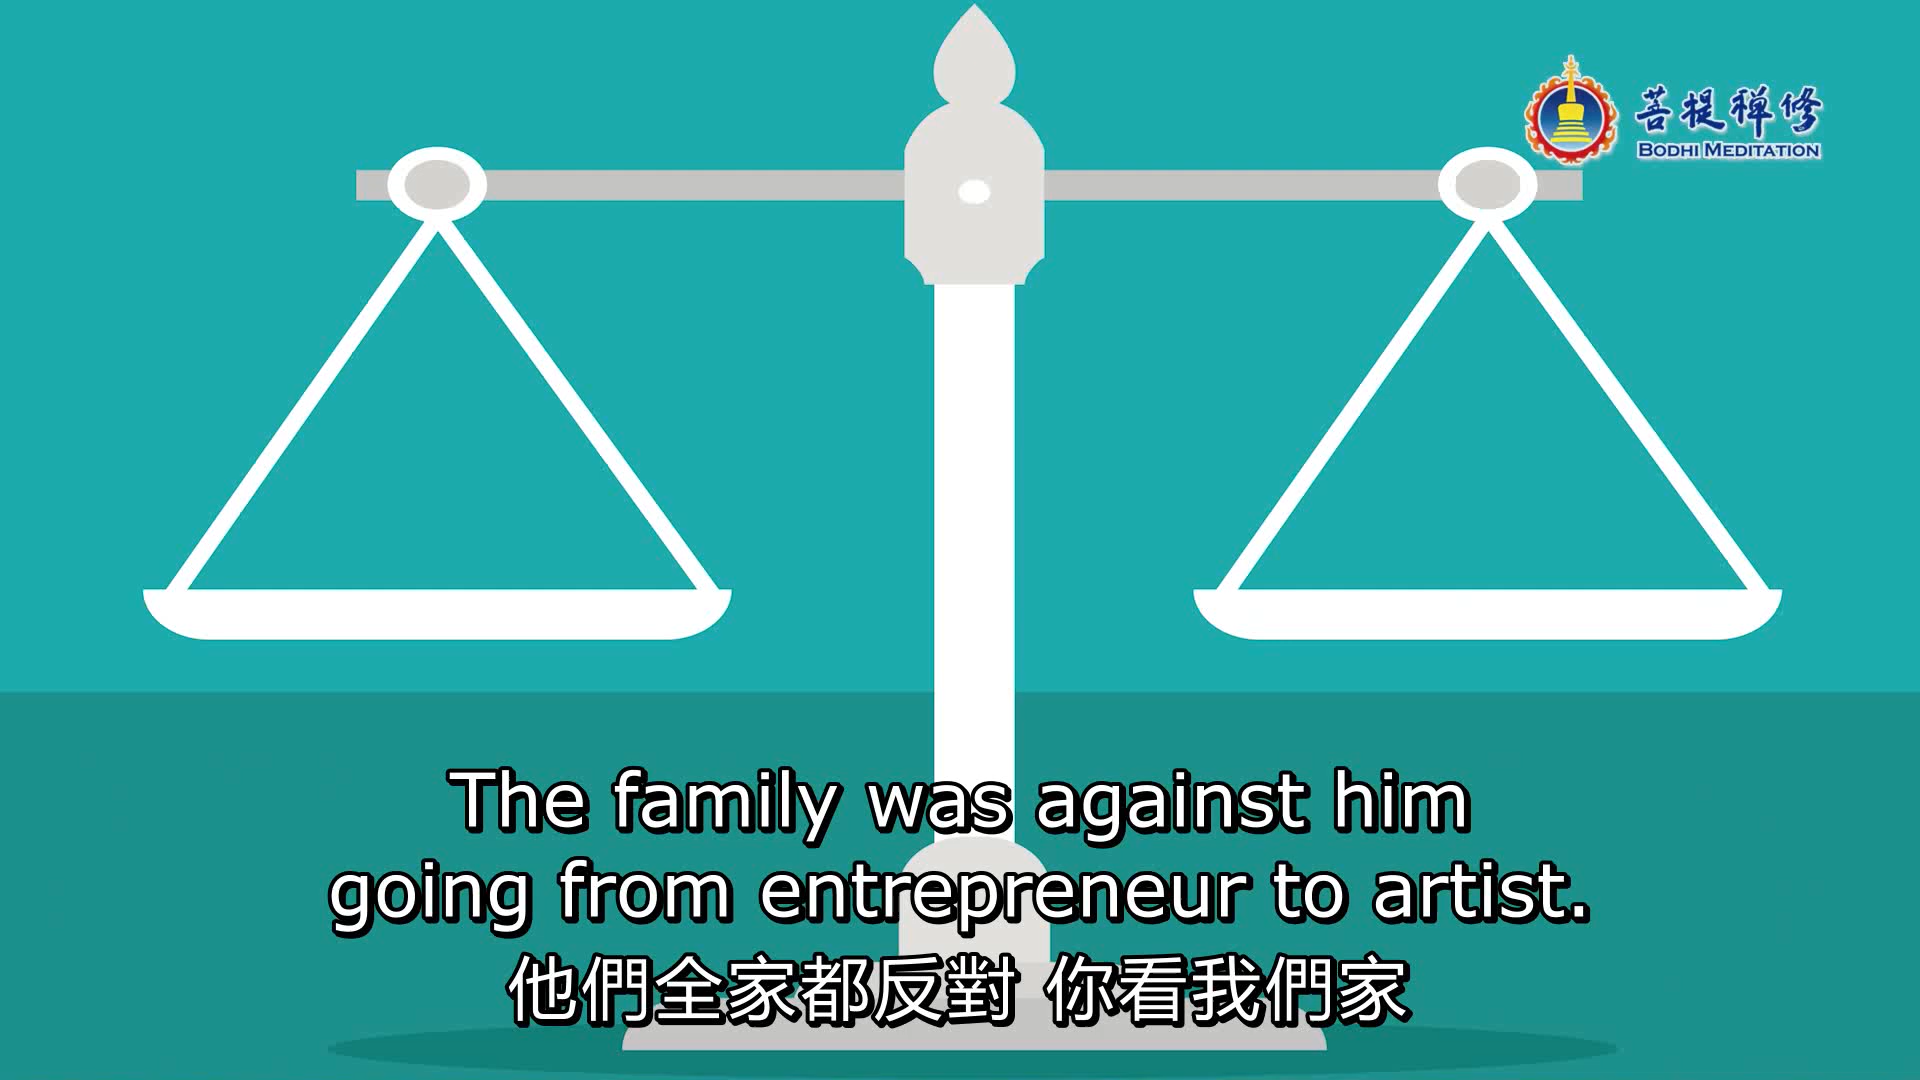 菩提禪修
BODHI MEDITATION
The family was against him
going from entrepreneur to artist.
他們全家都反對 你看我們家